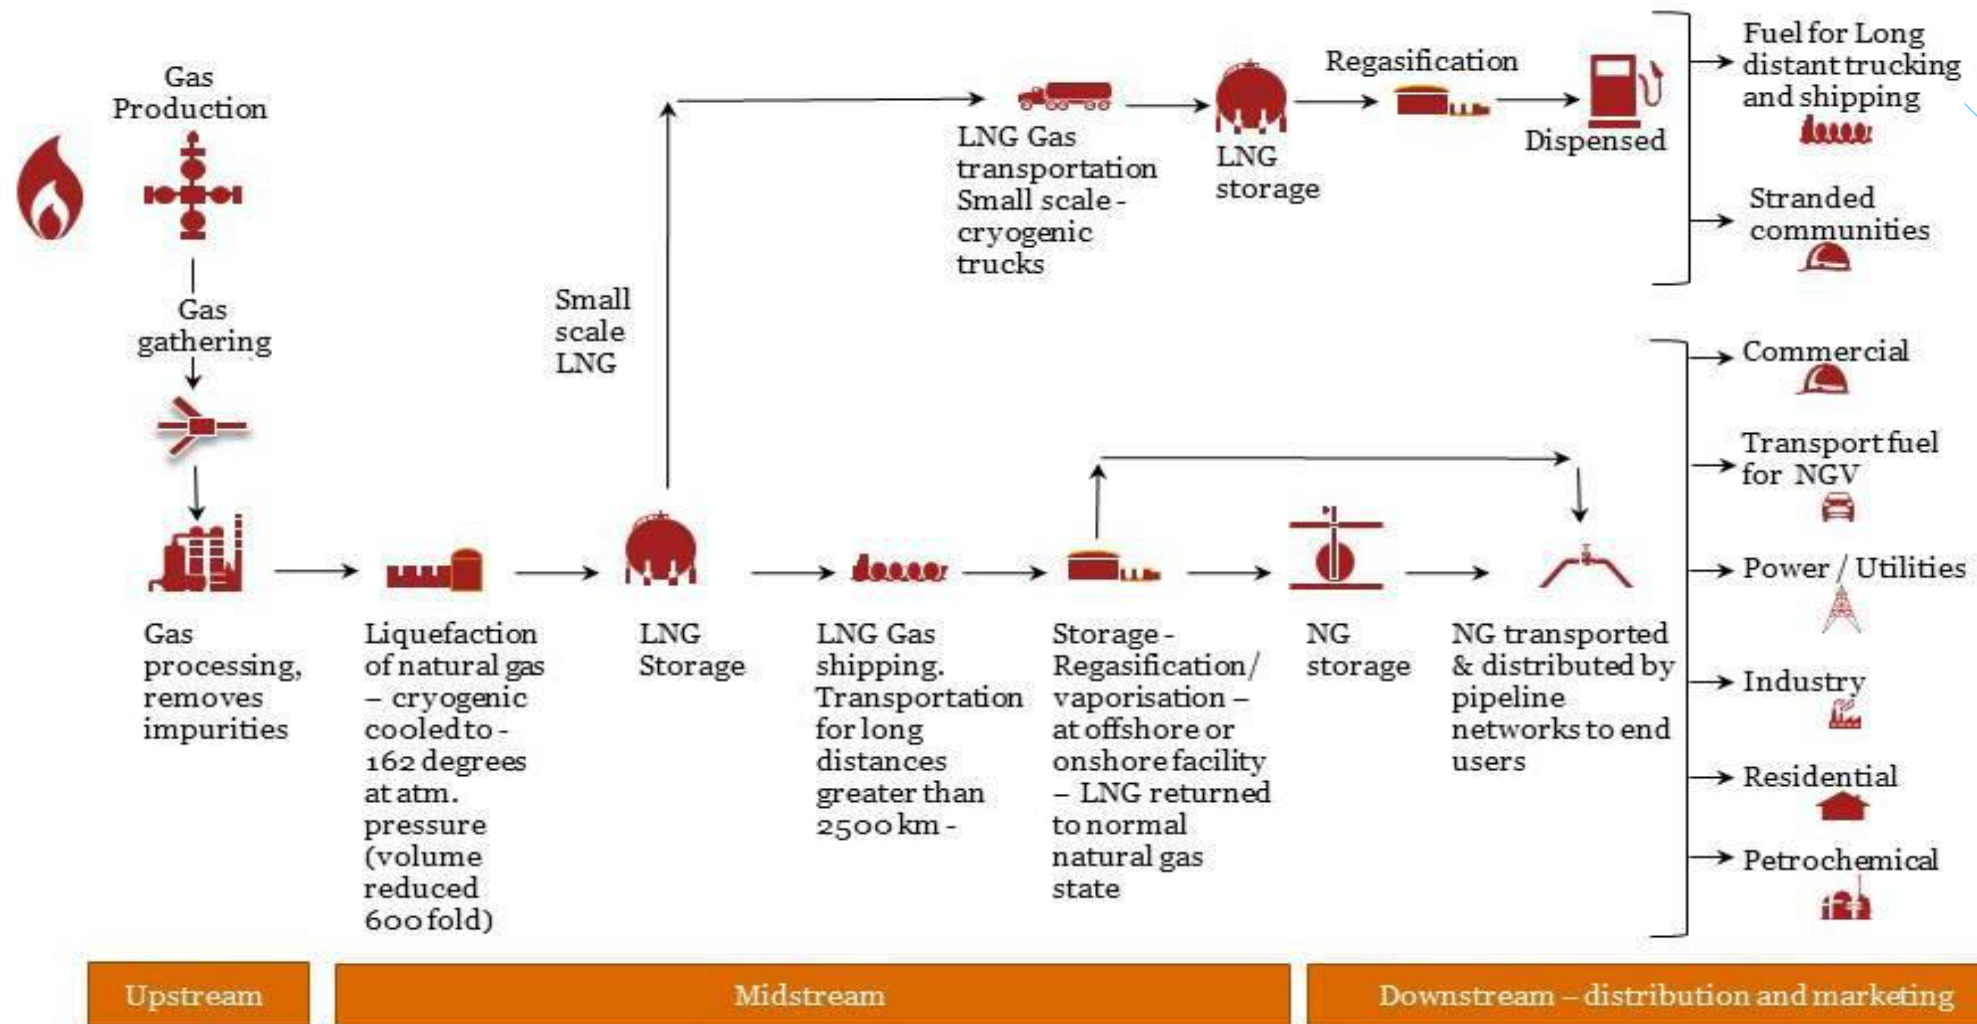 Gas
Production
Gas
gathering
Gas
processing,
removes
impurities
Liquefaction
of natural gas
– cryogenic
cooled to -
162 degrees
at atm.
pressure
(volume
reduced
600 fold)
LNG
Storage
Small
scale
LNG
LNG Gas
transportation
Small scale -
cryogenic
trucks
LNG
storage
Regasification
Dispensed
Fuel for Long
distant trucking
and shipping
Stranded
communities
LNG Gas
shipping.
Transportation
for long
distances
greater than
2500 km -
Storage -
Regasification/
vaporisation –
at offshore or
onshore facility
– LNG returned
to normal
natural gas
state
NG
storage
NG transported
& distributed by
pipeline
networks to end
users
Commercial
Transport fuel
for NGV
Power / Utilities
Industry
Residential
Petrochemical
Upstream
Midstream
Downstream – distribution and marketing